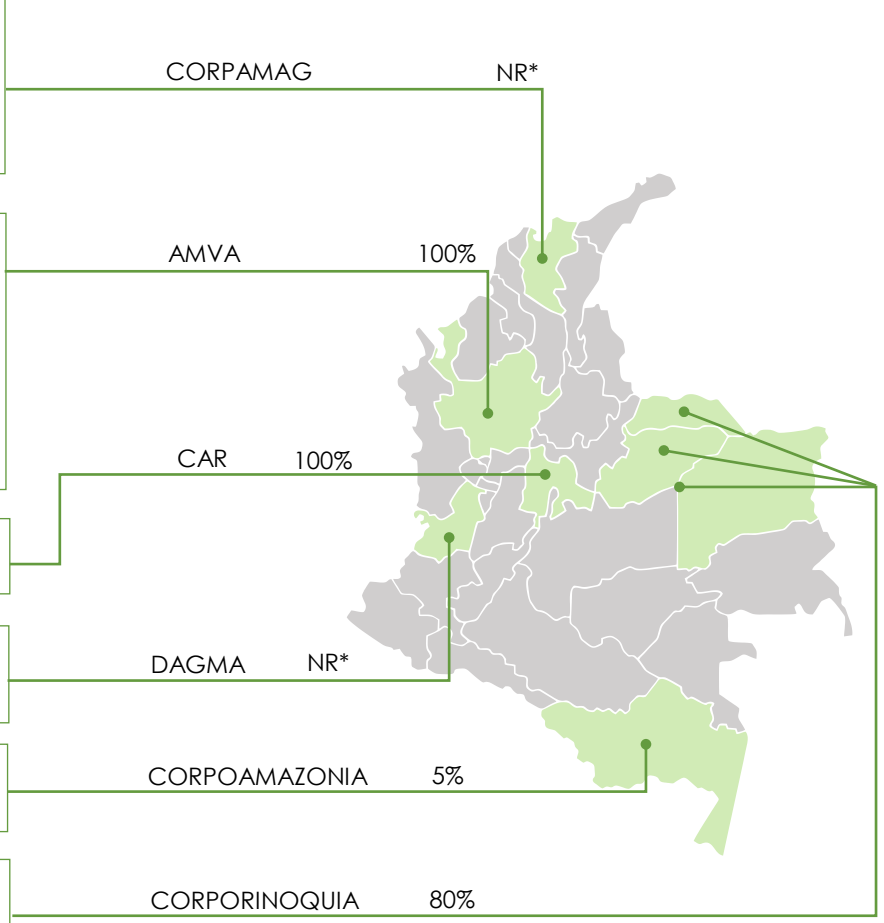 CORPAMAG NR*
AMVA 100%
CAR 100%
DAGMA NR*
CORPOAMAZONIA 5%
CORPORINOQUIA 80%